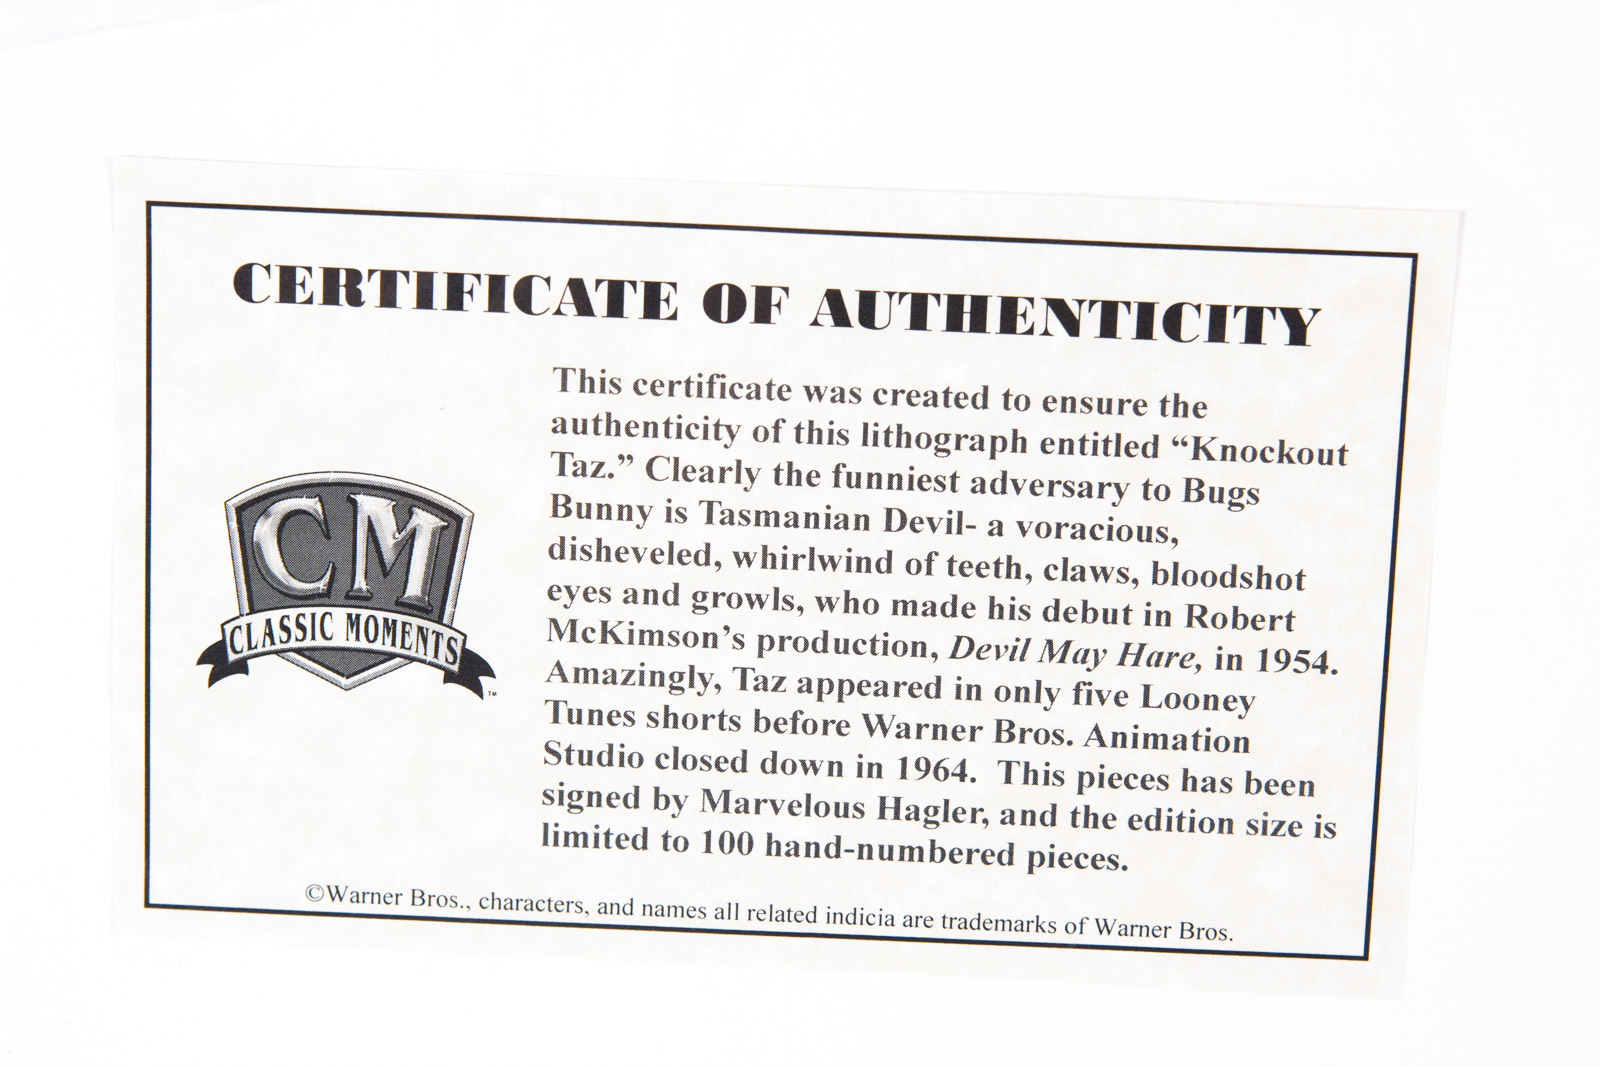 CERTIFICATE OF AUTHENTICITY
This certificate was created to ensure the
authenticity of this lithograph entitled “Knockout
Taz.” Clearly the funniest adversary to Bugs
Bunny is Tasmanian Devil- a voracious,
disheveled, whirlwind of teeth, claws, bloodshot
eyes and growls, who made his debut in Robert
McKimson’s production, Devil May Hare, in 1954.
Amazingly, Taz appeared in only five Looney
Tunes shorts before Warner Bros. Animation
Studio closed down in 1964.  This pieces has been
signed by Marvelous Hagler, and the edition size is
limited to 100 hand-numbered pieces.
CM
CLASSIC MOMENTS
™
©Warner Bros., characters, and names all related indicia are trademarks of Warner Bros.